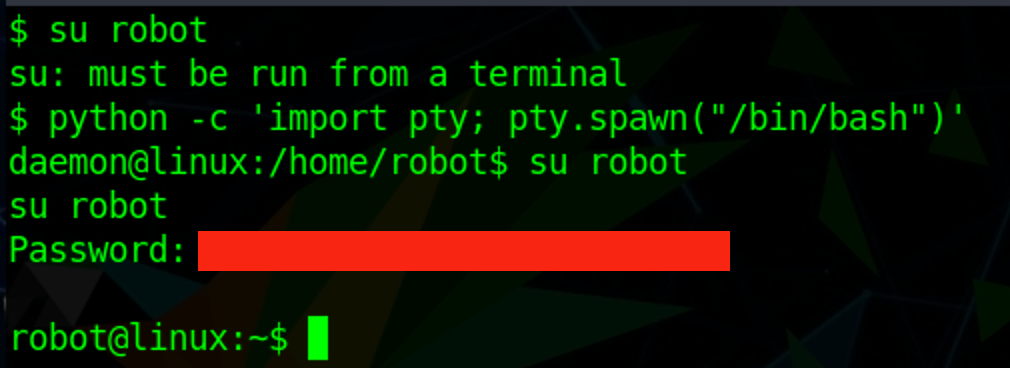 $ su robot
su: must be run from a terminal
$ python -c 'import pty; pty.spawn("/bin/bash")'
daemon@linux:/home/robot$ su robot
su robot
Password:
robot@linux:~$